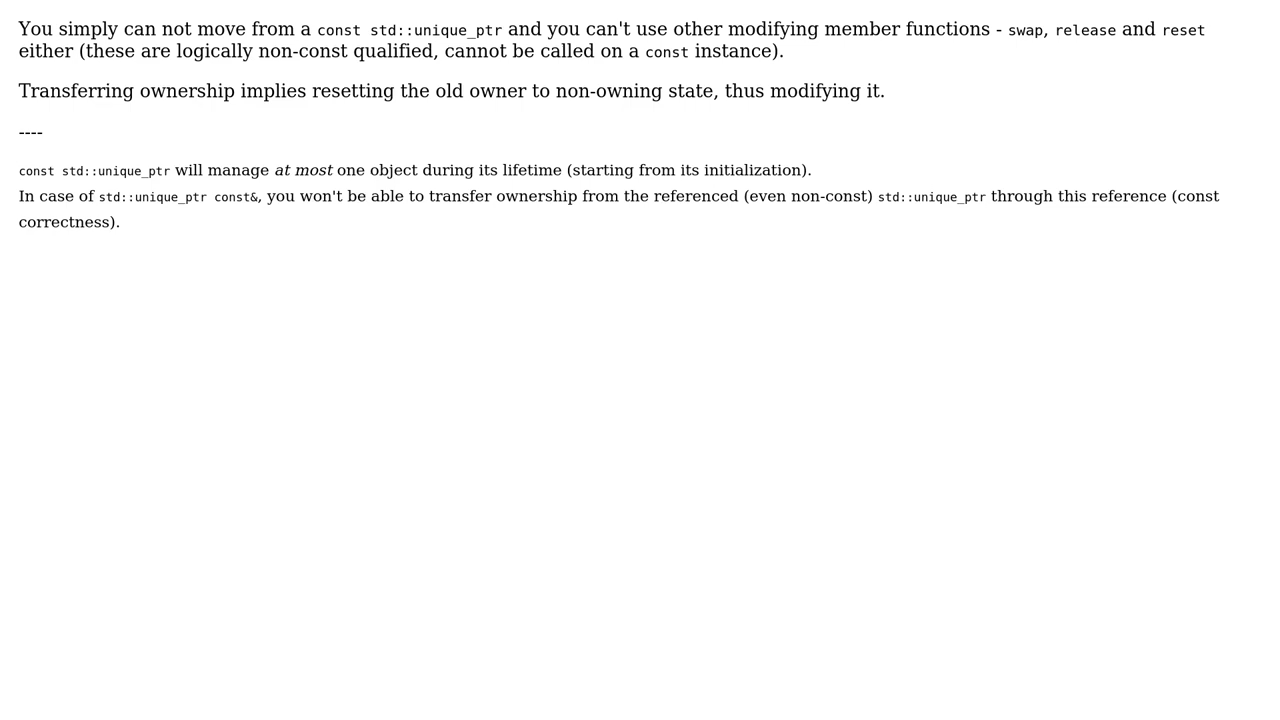 You simply can not move from a const std::unique_ptr and you can't use other modifying member functions - swap, release and reset
either (these are logically non-const qualified, cannot be called on a const instance).
Transferring ownership implies resetting the old owner to non-owning state, thus modifying it.
----
const std::unique_ptr will manage at most one object during its lifetime (starting from its initialization).
In case of std::unique_ptr const&, you won't be able to transfer ownership from the referenced (even non-const) std::unique_ptr through this reference (const
correctness).